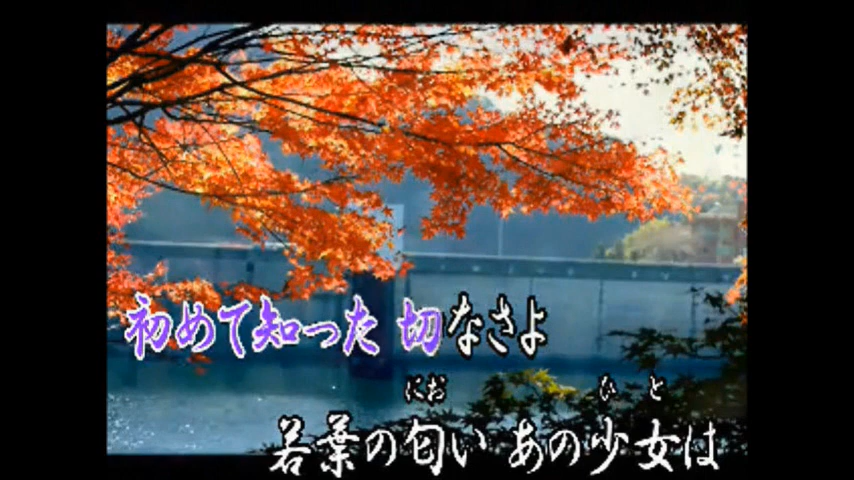 初めて知った 切なさよ
にお ひと
若葉の匂い あの少女は